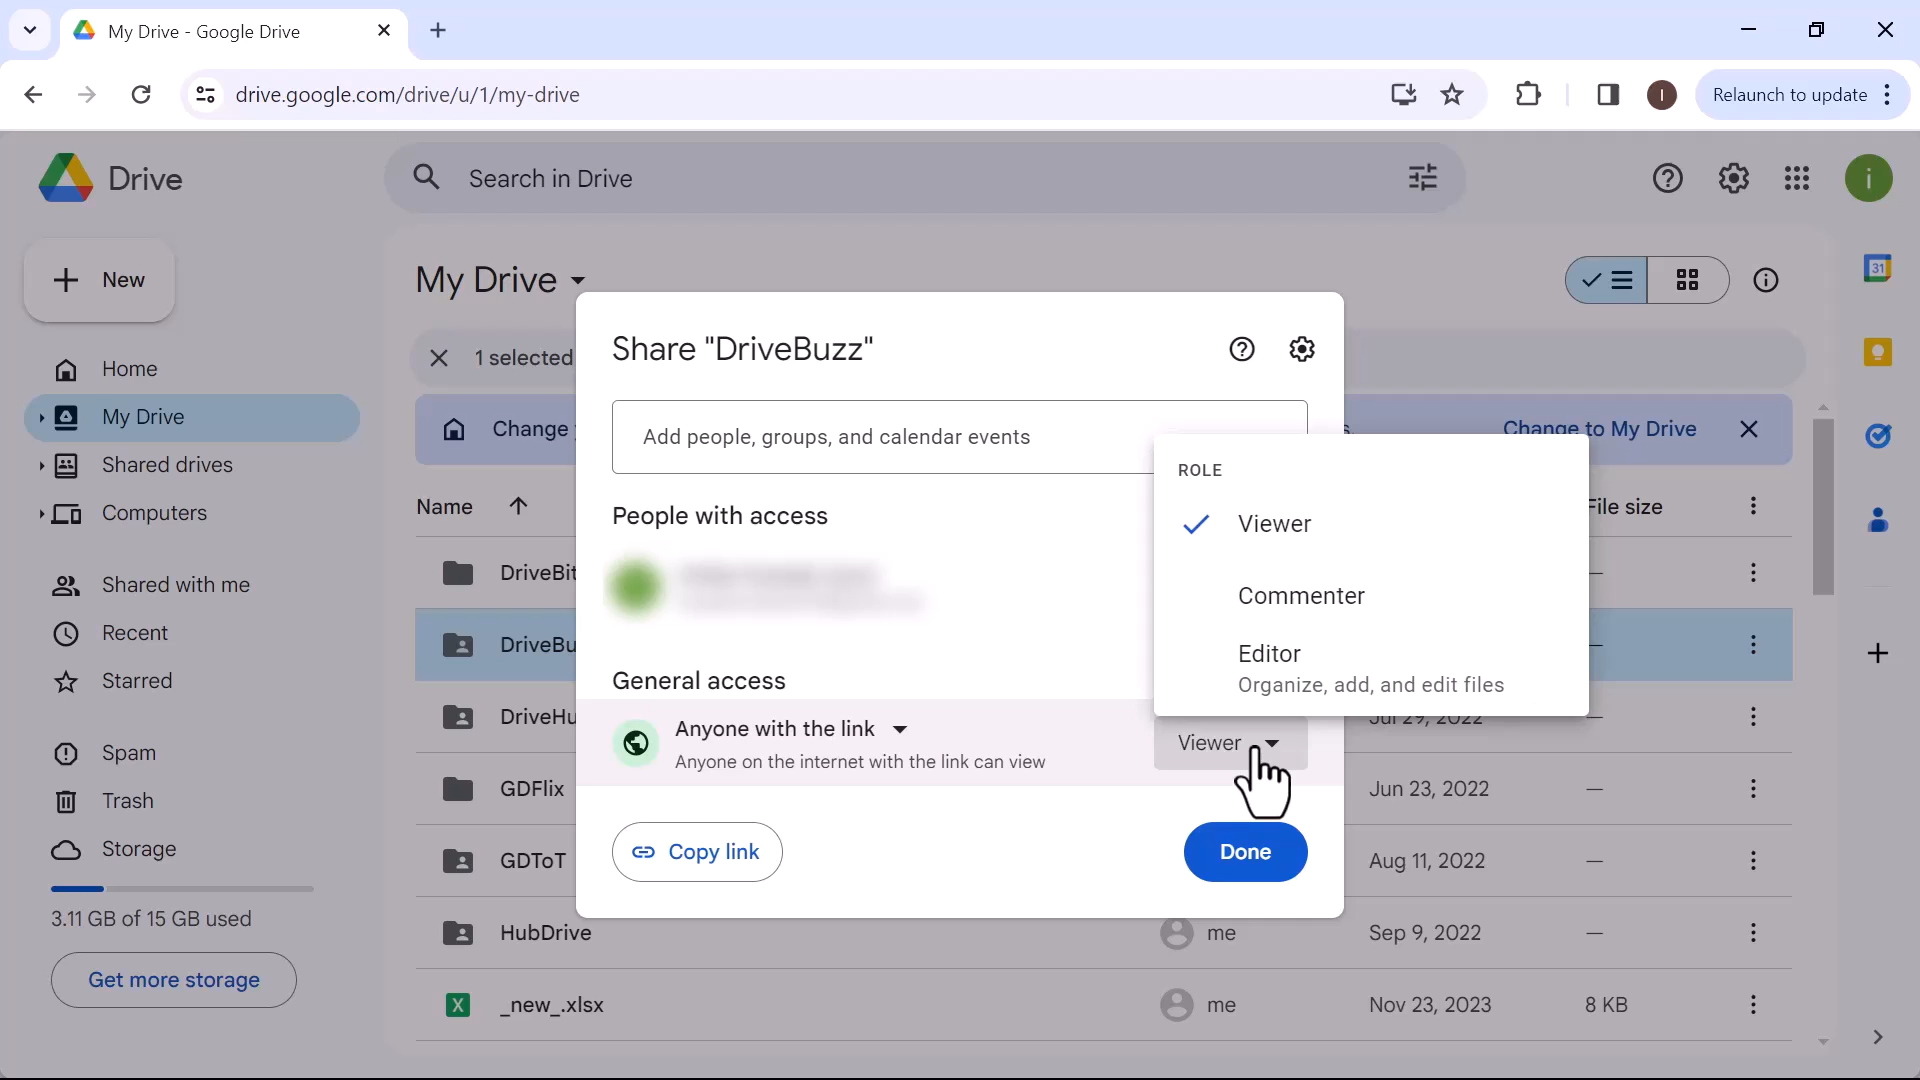 My Drive - Google Drive
drive.google.com/drive/u/1/my-drive
I
Relaunch to update
Drive
Search in Drive
i
New
My Drive
31
Home
1 selected
Share "DriveBuzz"
My Drive
Change
Add people, groups, and calendar events
s.
Change to My Drive
Shared drives
ROLE
Computers
Name
People with access
Viewer
File size
DriveBit
—
Shared with me
Commenter
Recent
DriveBu
Editor
Organize, add, and edit files
—
Starred
General access
DriveHu
Jul 29, 2022
—
Anyone with the link
Anyone on the internet with the link can view
Viewer
Spam
GDFlix
Jun 23, 2022
—
Trash
Storage
GDToT
Copy link
Done
Aug 11, 2022
—
3.11 GB of 15 GB used
HubDrive
me
Sep 9, 2022
—
Get more storage
X
_new_.xlsx
me
Nov 23, 2023
8 KB